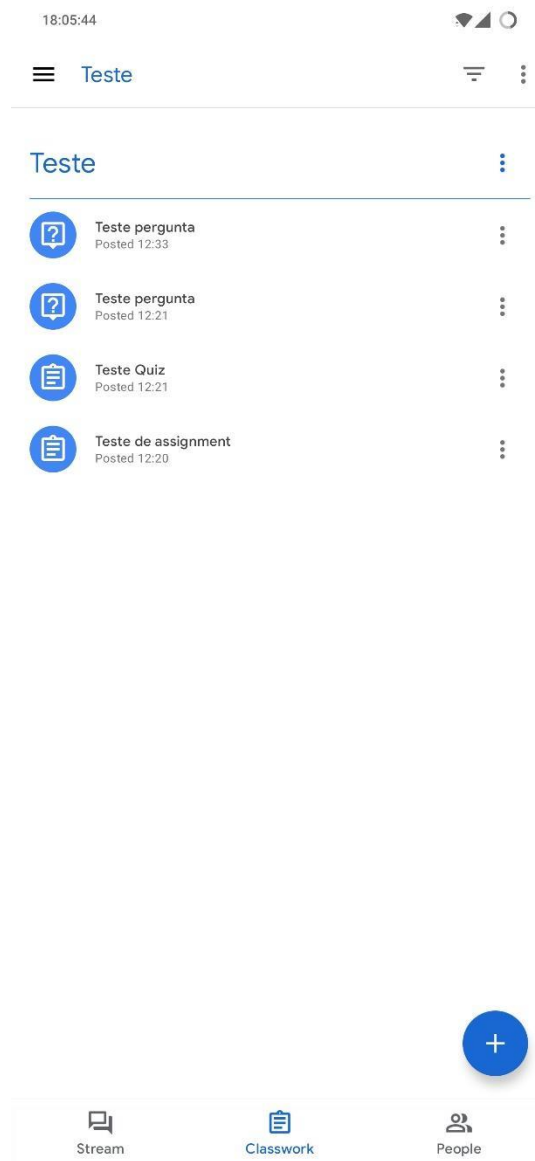 18:05:44
Teste
Teste
Teste pergunta
Posted 12:33
Teste pergunta
Posted 12:21
Teste Quiz
Posted 12:21
Teste de assignment
Posted 12:20
Stream
Classwork
People